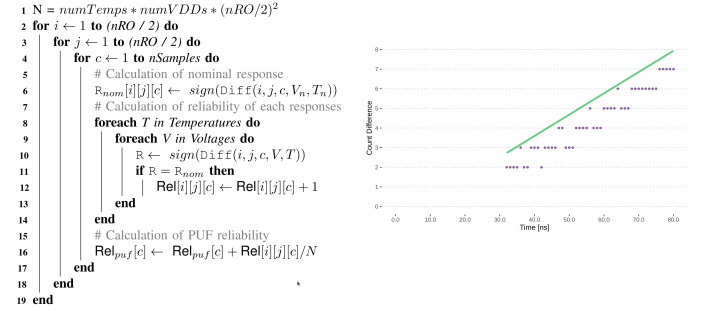 1 N = numTemps * numVDDs * (nRO/2)²
2 for i ← 1 to (nRO / 2) do
3 for j ← 1 to (nRO / 2) do
4 for c ← 1 to nSamples do
5 # Calculation of nominal response
6 R_nom[i][j][c] ← sign(Diff(i, j, c, V_n, T_n))
7 # Calculation of reliability of each responses
8 foreach T in Temperatures do
9 foreach V in Voltages do
10 R ← sign(Diff(i, j, c, V, T))
11 if R = R_nom then
12 Rel[i][j][c] ← Rel[i][j][c] + 1
13 end
14 end
15 # Calculation of PUF reliability
16 Rel_puf[c] ← Rel_puf[c] + Rel[i][j][c]/N
17 end
18 end
19 end
Count Difference
8
7
6
5
4
3
2
1
0
0.0 10.0 20.0 30.0 40.0 50.0 60.0 70.0 80.0
Time [ns]